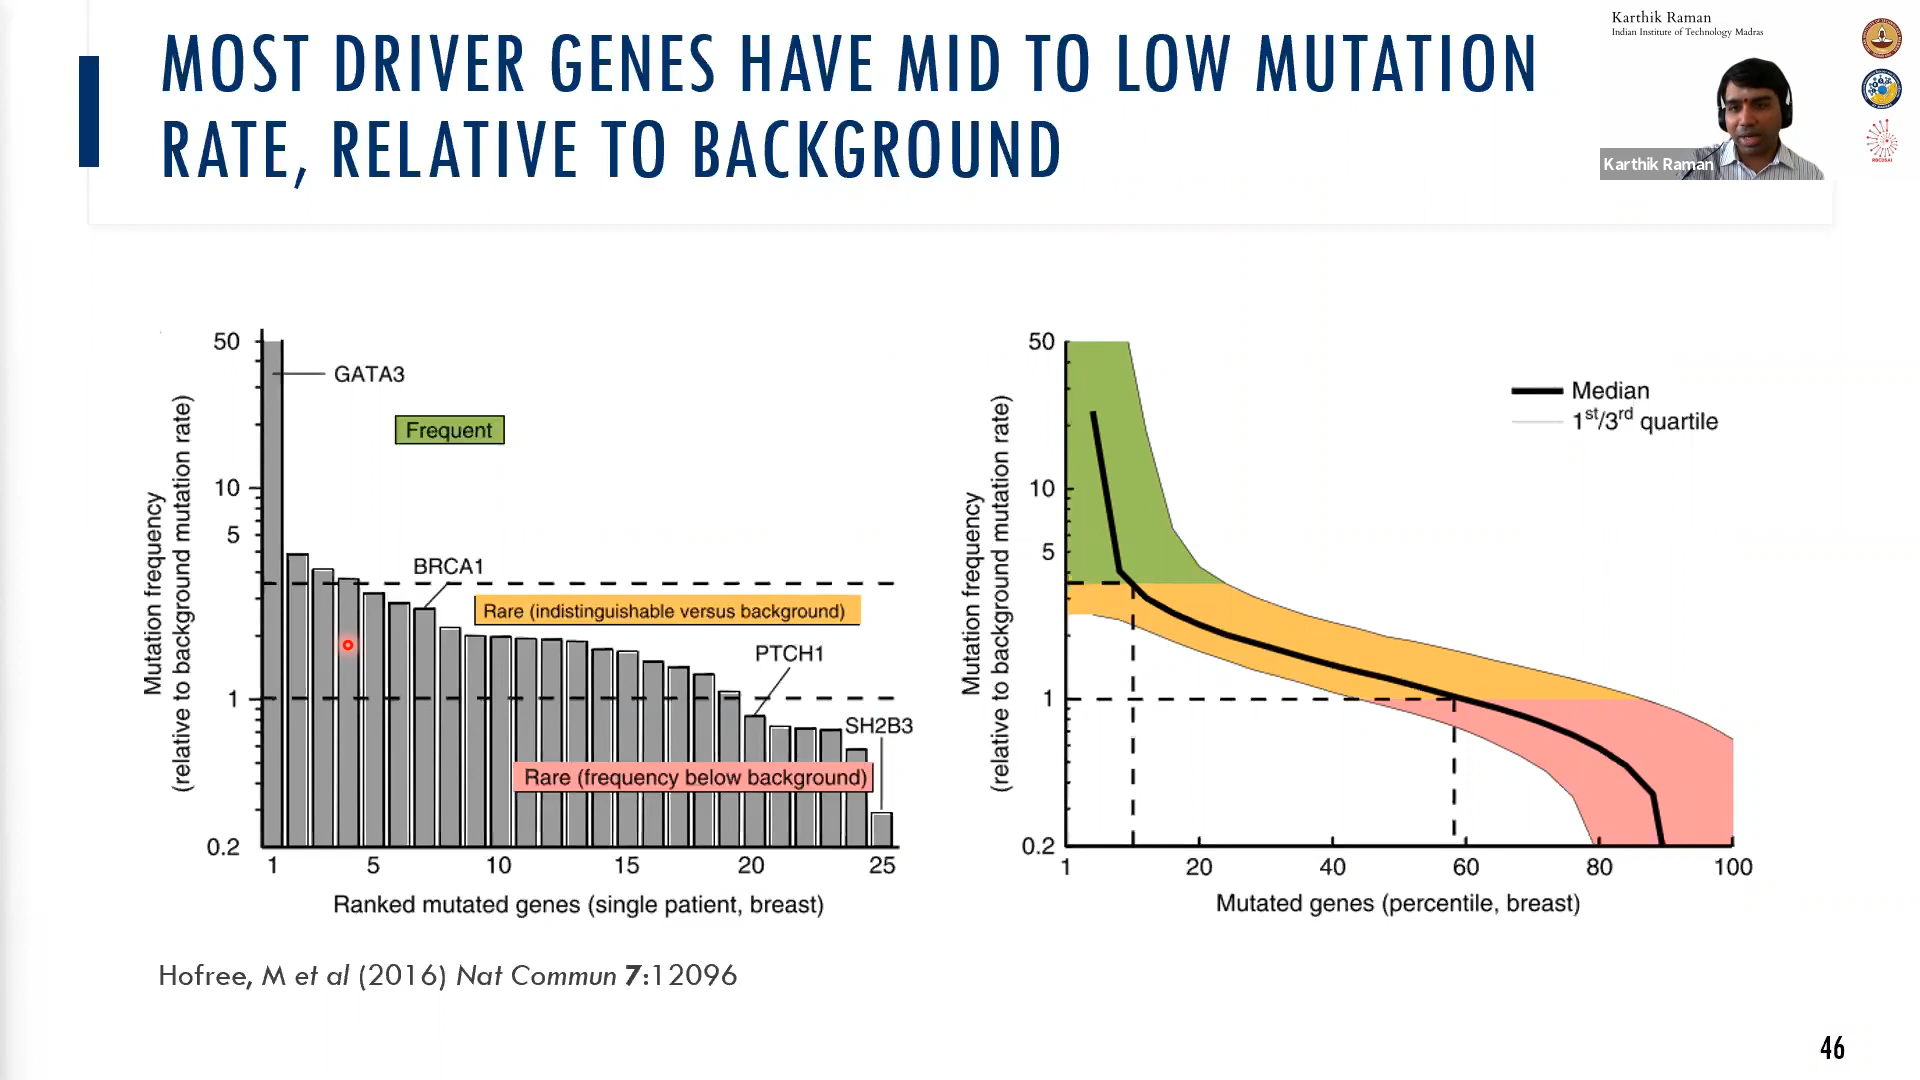 MOST DRIVER GENES HAVE MID TO LOW MUTATION
RATE, RELATIVE TO BACKGROUND
Karthik Raman
Indian Institute of Technology Madras
Karthik Raman
RBCDSAI
Mutation frequency
(relative to background mutation rate)
50
10
5
1
0.2
GATA3
Frequent
BRCA1
Rare (indistinguishable versus background)
PTCH1
SH2B3
Rare (frequency below background)
1 5 10 15 20 25
Ranked mutated genes (single patient, breast)
Mutation frequency
(relative to background mutation rate)
50
10
5
1
0.2
Median
1st/3rd quartile
1 20 40 60 80 100
Mutated genes (percentile, breast)
Hofree, M et al (2016) Nat Commun 7:12096
46